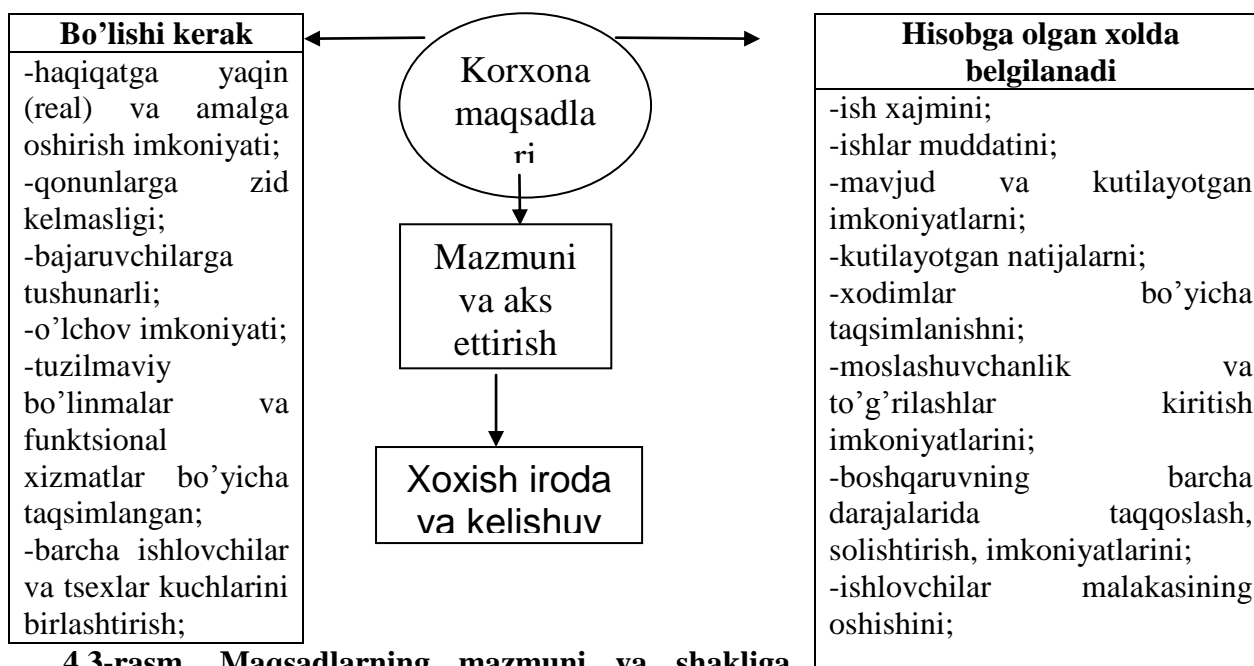 Bo’lishi kerak
-haqiqatga yaqin
(real) va amalga
oshirish imkoniyati;
-qonunlarga zid
kelmasligi;
-bajaruvchilarga
tushunarli;
-o’lchov imkoniyati;
-tuzilmaviy
bo’linmalar va
funktsional
xizmatlar bo’yicha
taqsimlangan;
-barcha ishlovchilar
va tsexlar kuchlarini
birlashtirish;
Korxona
maqsadla
ri
Mazmuni
va aks
ettirish
Xoxish iroda
va kelishuv
Hisobga olgan xolda
belgilanadi
-ish xajmini;
-ishlar muddatini;
-mavjud va kutilayotgan
imkoniyatlarni;
-kutilayotgan natijalarni;
-xodimlar bo’yicha
taqsimlanishni;
-moslashuvchanlik va
to’g’rilashlar kiritish
imkoniyatlarini;
-boshqaruvning barcha
darajalarida taqqoslash,
solishtirish, imkoniyatlarini;
-ishlovchilar malakasining
oshishini;
4.3-rasm. Maqsadlarning mazmuni va shakliga